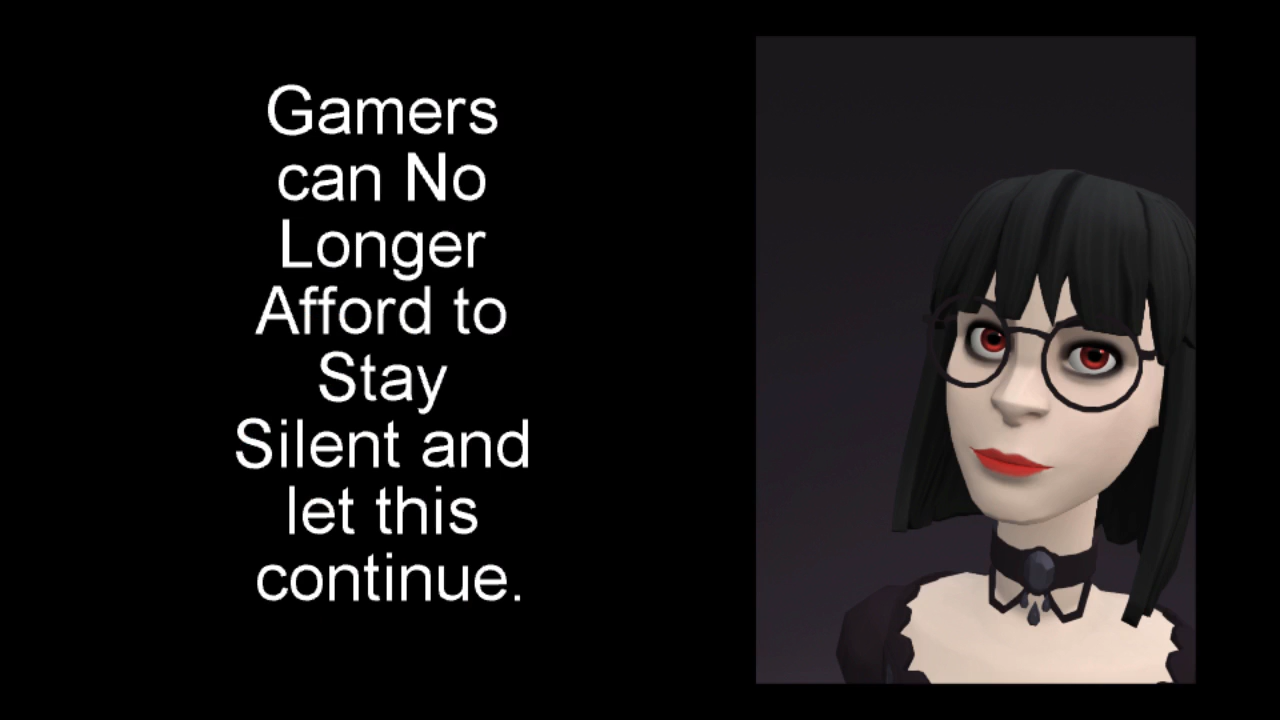 Gamers
can No
Longer
Afford to
Stay
Silent and
let this
continue.